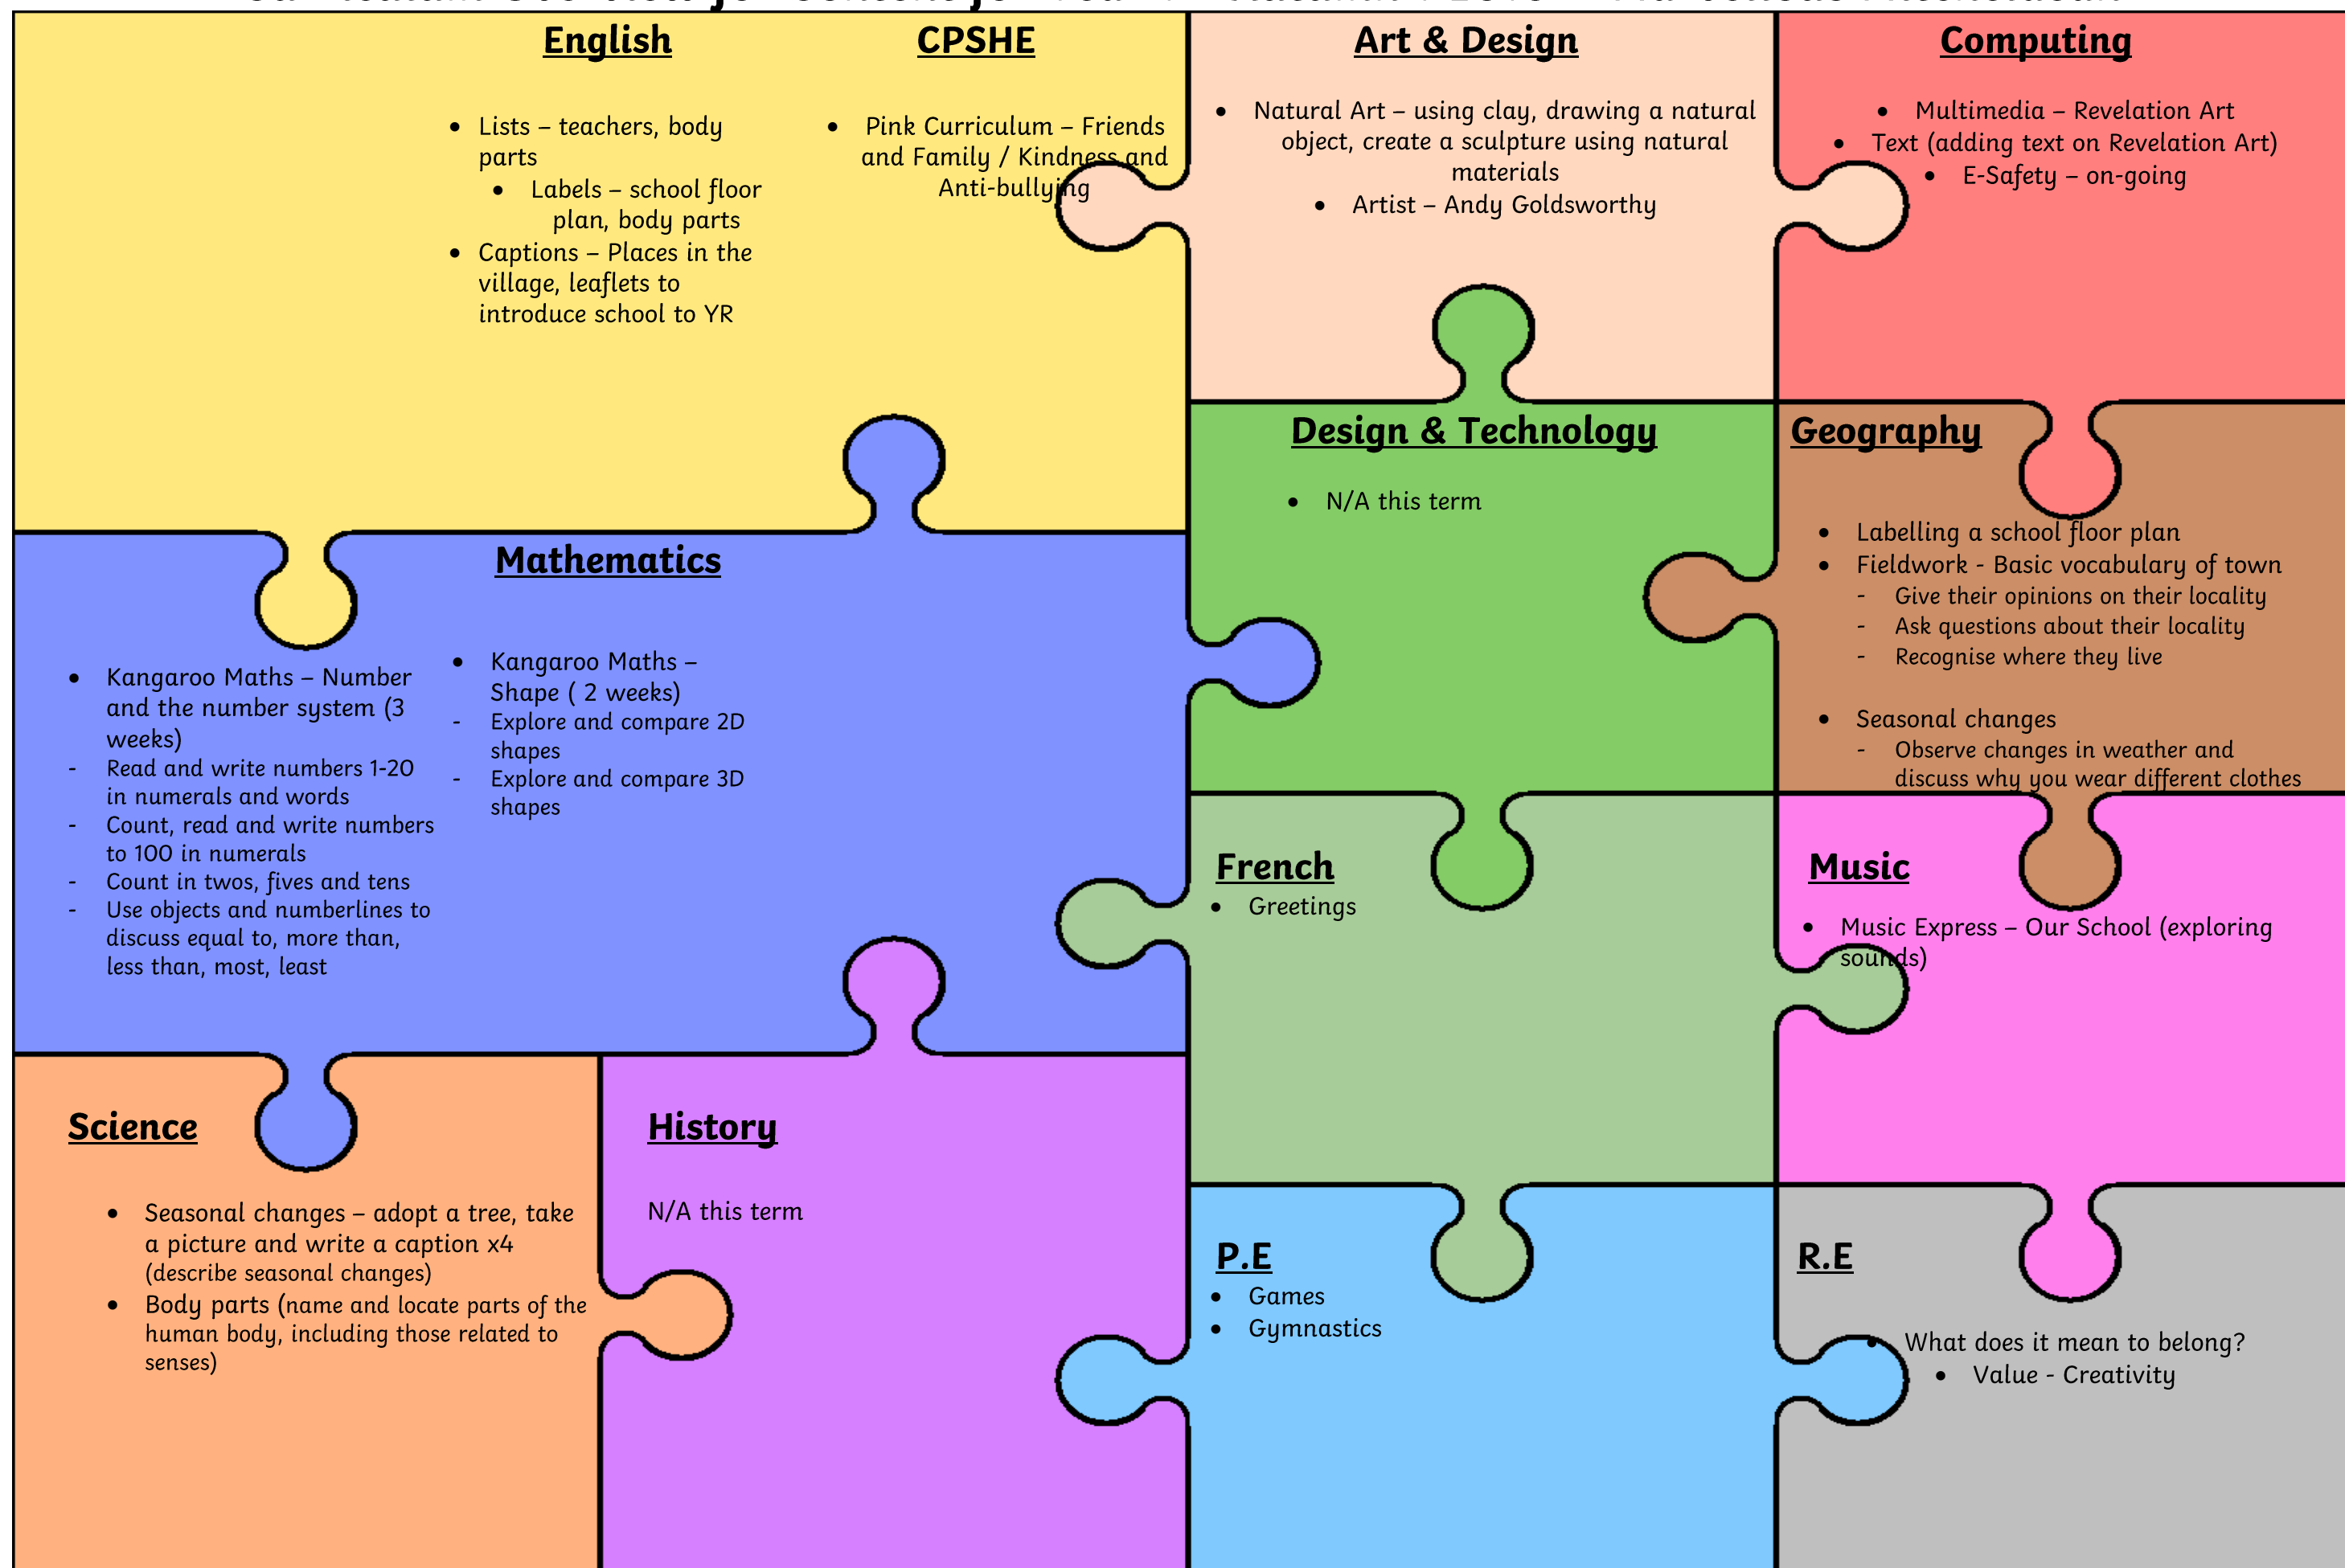 English
Lists – teachers, body
parts
Labels – school floor
plan, body parts
Captions – Places in the
village, leaflets to
introduce school to YR
CPSHE
Pink Curriculum – Friends
and Family / Kindness and
Anti-bullying
Art & Design
Natural Art – using clay, drawing a natural
object, create a sculpture using natural
materials
Artist – Andy Goldsworthy
Computing
Multimedia – Revelation Art
Text (adding text on Revelation Art)
E-Safety – on-going
Mathematics
Kangaroo Maths – Number
and the number system (3
weeks)
- Read and write numbers 1-20
in numerals and words
- Count, read and write numbers
to 100 in numerals
- Count in twos, fives and tens
- Use objects and numberlines to
discuss equal to, more than,
less than, most, least
Kangaroo Maths –
Shape ( 2 weeks)
- Explore and compare 2D
shapes
- Explore and compare 3D
shapes
Design & Technology
N/A this term
Geography
Labelling a school floor plan
Fieldwork - Basic vocabulary of town
- Give their opinions on their locality
- Ask questions about their locality
- Recognise where they live
Seasonal changes
- Observe changes in weather and
discuss why you wear different clothes
French
Greetings
Music
Music Express – Our School (exploring
sounds)
Science
Seasonal changes – adopt a tree, take
a picture and write a caption x4
(describe seasonal changes)
Body parts (name and locate parts of the
human body, including those related to
senses)
History
N/A this term
P.E
Games
Gymnastics
R.E
What does it mean to belong?
Value - Creativity